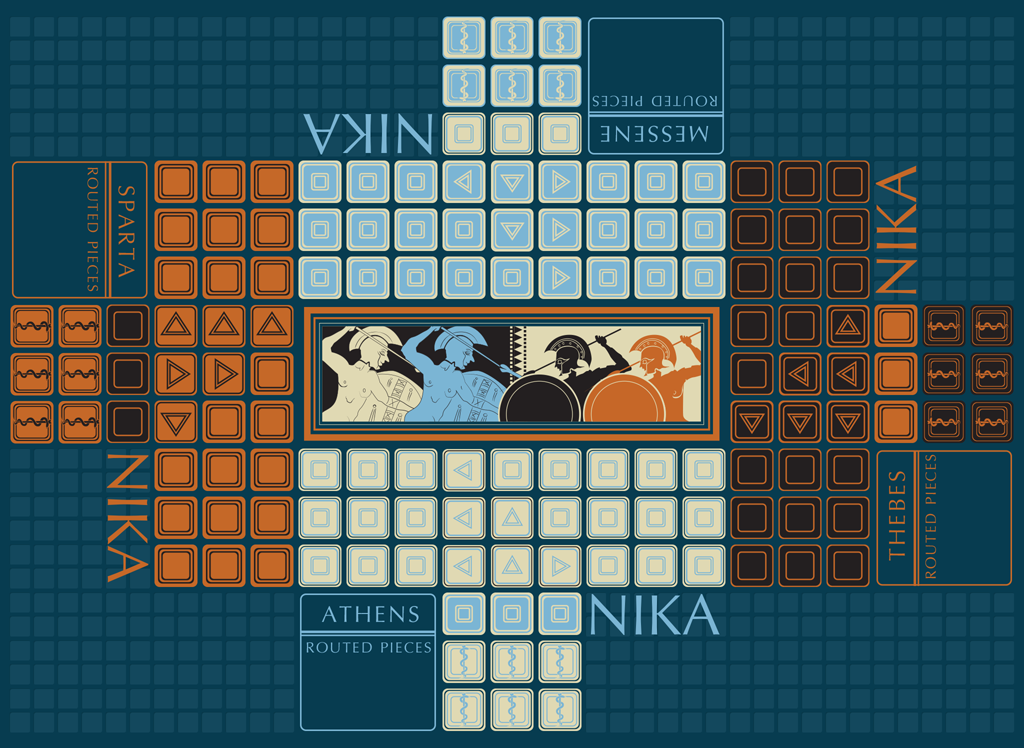 ROUTED PIECES
MESSENE
NIKA
SPARTA
ROUTED PIECES
NIKA
NIKA
THEBES
ROUTED PIECES
ATHENS
ROUTED PIECES
NIKA